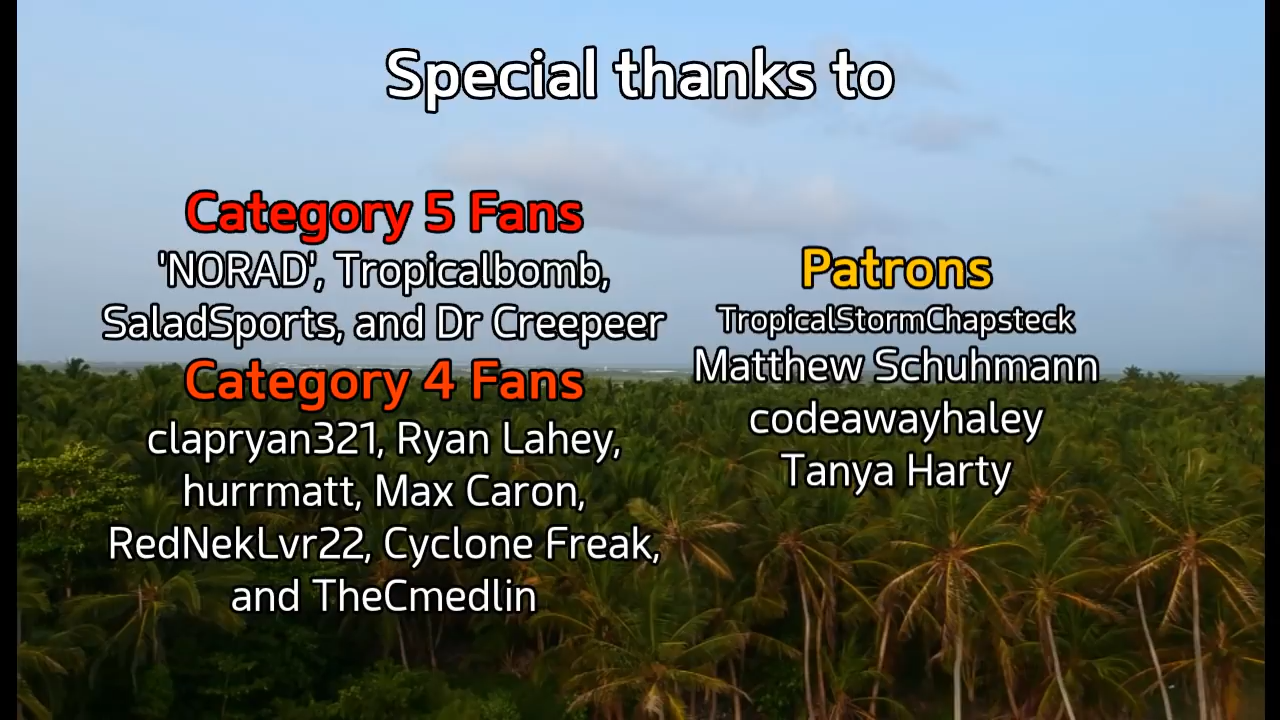 Special thanks to
Category 5 Fans
'NORAD', Tropicalbomb,
SaladSports, and Dr Creepeer
Category 4 Fans
clapryan321, Ryan Lahey,
hurrmatt, Max Caron,
RedNekLvr22, Cyclone Freak,
and TheCmedlin
Patrons
TropicalStormChapsteck
Matthew Schuhmann
codeawayhaley
Tanya Harty